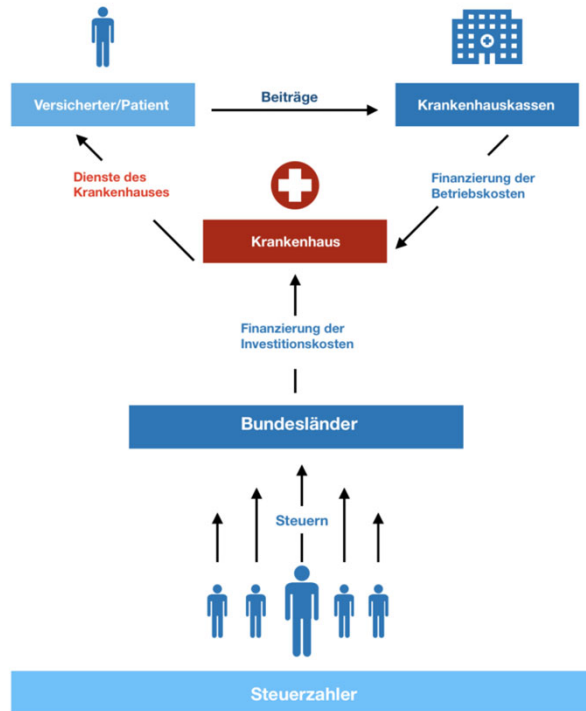 Versicherter/Patient
Beiträge
Krankenhauskassen
Dienste des
Krankenhauses
Finanzierung der
Betriebskosten
Krankenhaus
Finanzierung der
Investitionskosten
Bundesländer
Steuern
Steuerzahler